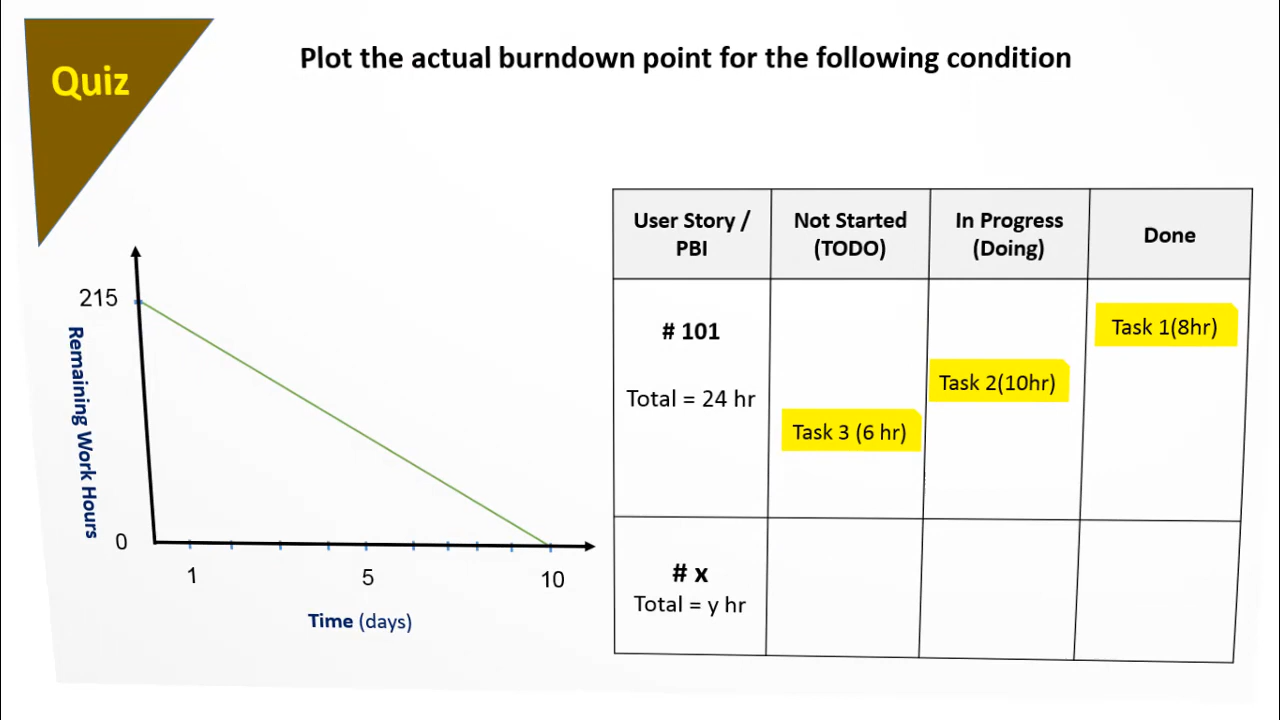 Quiz
Plot the actual burndown point for the following condition
215
Remaining Work Hours
0
1
5
10
Time (days)
User Story /
PBI
Not Started
(TODO)
In Progress
(Doing)
Done
# 101
Total = 24 hr
Task 3 (6 hr)
Task 2(10hr)
Task 1(8hr)
# x
Total = y hr